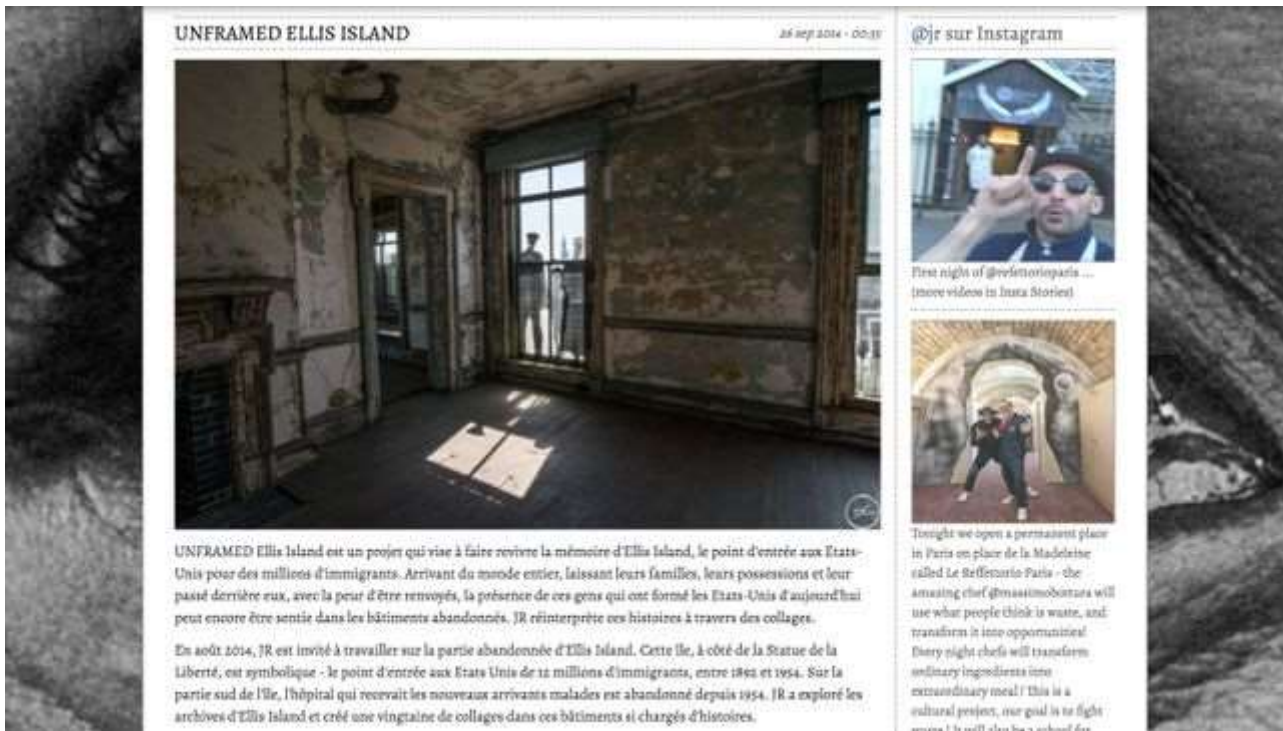 UNFRAMED ELLIS ISLAND
26 sep 2014 - 00:35
UNFRAMED Ellis Island est un projet qui vise à faire revivre la mémoire d'Ellis Island, le point d'entrée aux Etats-
Unis pour des millions d'immigrants. Arrivant du monde entier, laissant leurs familles, leurs possessions et leur
passé derrière eux, avec la peur d'être renvoyés, la présence de ces gens qui ont formé les Etats-Unis d'aujourd'hui
peut encore être sentie dans les bâtiments abandonnés. JR réinterprète ces histoires à travers des collages.
En août 2014, JR est invité à travailler sur la partie abandonnée d'Ellis Island. Cette île, à côté de la Statue de la
Liberté, est symbolique - le point d'entrée aux Etats Unis de 12 millions d'immigrants, entre 1892 et 1954. Sur la
partie sud de l'île, l'hôpital qui recevait les nouveaux arrivants malades est abandonné depuis 1954. JR a exploré les
archives d'Ellis Island et créé une vingtaine de collages dans ces bâtiments si chargés d'histoires.
@jr sur Instagram
First night of @refettorioparis ...
(more videos in Insta Stories)
Tonight we open a permanent place
in Paris on place de la Madeleine
called Le Reffettorio Paris - the
amazing chef @massimobottura will
use what people think is waste, and
transform it into opportunities!
Every night chefs will transform
ordinary ingredients into
extraordinary meal! This is a
cultural project, our goal is to fight
waste! It will also be a school for